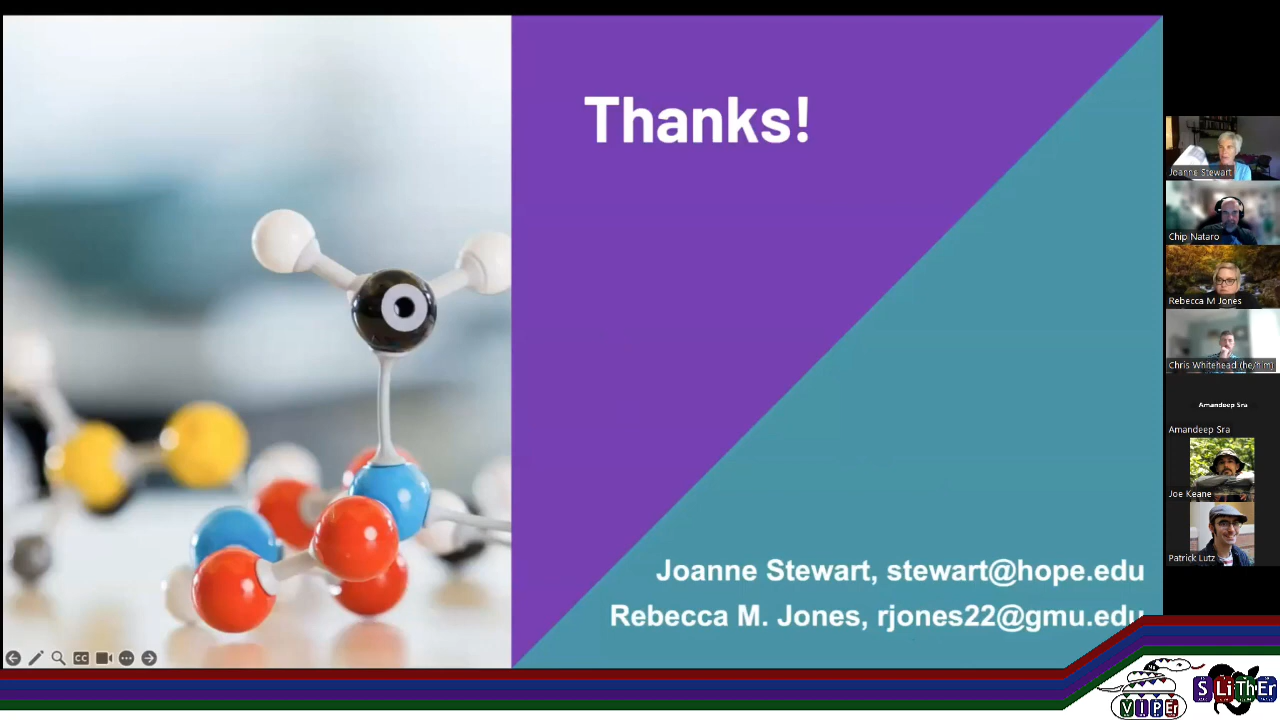 Thanks!
Joanne Stewart, stewart@hope.edu
Rebecca M. Jones, rjones22@gmu.edu
Joanne Stewart
Chip Nataro
Rebecca M Jones
Chris Whitehead (he/him)
Amandeep Sra
Amandeep Sra
Joe Keane
Patrick Lutz
CC
VIPEr
SLiThEr